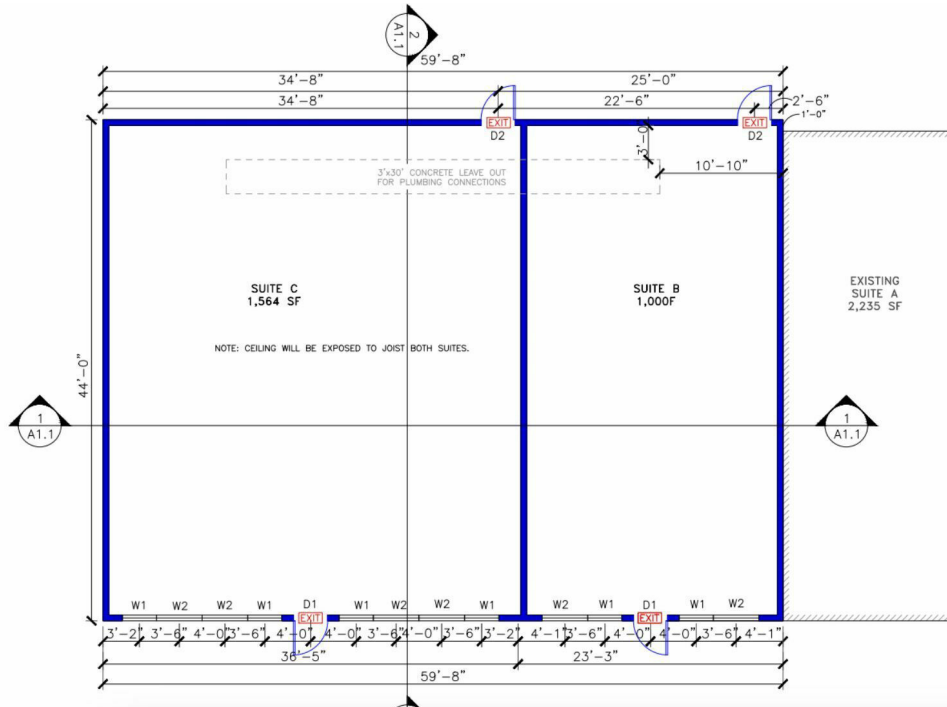 2
A1.1
59'-8"
34'-8"
25'-0"
34'-8"
22'-6"
2'-6"
1'-0"
EXIT
EXIT
D2
D2
3'-0
10'-10"
3'x30' CONCRETE LEAVE OUT
FOR PLUMBING CONNECTIONS
SUITE C
1,564 SF
SUITE B
1,000F
EXISTING
SUITE A
2,235 SF
NOTE: CEILING WILL BE EXPOSED TO JOIST BOTH SUITES.
44'-0"
1
A1.1
1
A1.1
W1 W2 W2 W1 D1 W1 W2 W2 W1 W2 W1 D1 W1 W2
EXIT
EXIT
3'-2" 3'-6" 4'-0 3'-6" 4'-0" 4'-0 3'-6 4'-0" 3'-6" 3'-2" 4'-1" 3'-6" 4'-0 4'-0" 3'-6" 4'-1"
36'-5"
23'-3"
59'-8"